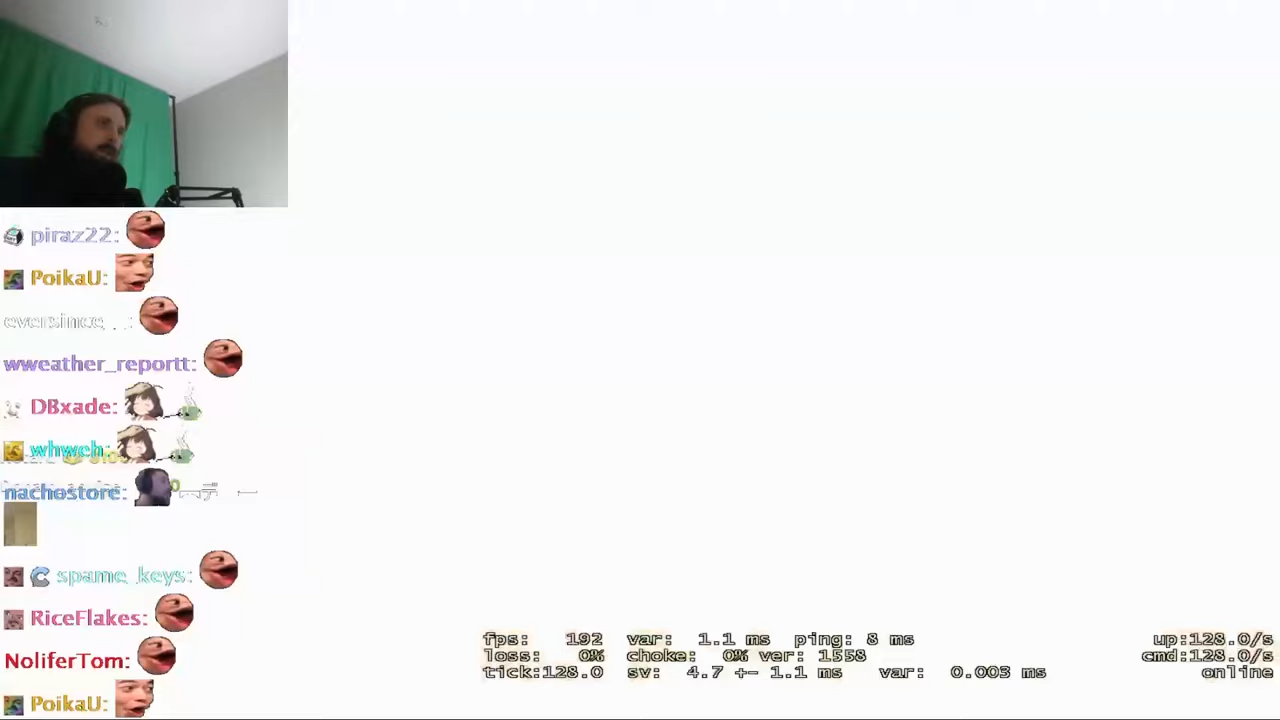 piraz22:
PoikaU:
eversince_ _:
wweather_reportt:
DBxade:
whweh:
nachostore:
spame_keys:
RiceFlakes:
NoliferTom:
PoikaU:
fps: 192 var: 1.1 ms ping: 8 ms up:128.0/s
loss: 0% choke: 0% ver: 1558 cmd:128.0/s
tick:128.0 sv: 4.7 +- 1.1 ms var: 0.003 ms online